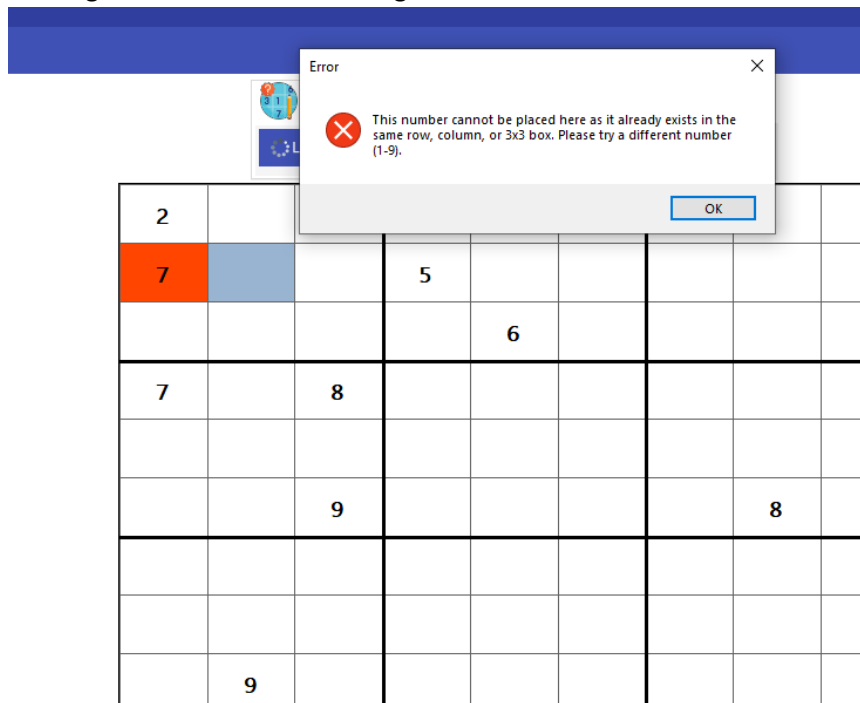 Error
This number cannot be placed here as it already exists in the
same row, column, or 3x3 box. Please try a different number
(1-9).
OK
2
7 5
6
7 8
9 8
9